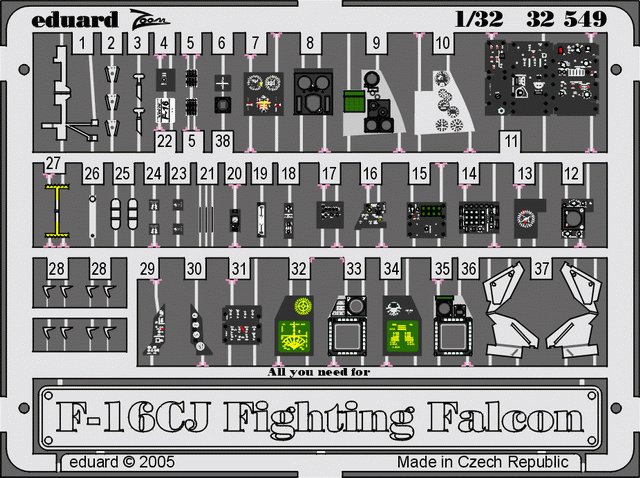 eduard Zoom 1/32 32 549
1 2 3 4 5 6 7 8 9 10
F-16
22 5 38 11
27 26 25 24 23 21 20 19 18 17 16 15 14 13 12
28 28 29 30 31 32 33 34 35 36 37
All you need for
F-16CJ Fighting Falcon
eduard © 2005 Made in Czech Republic